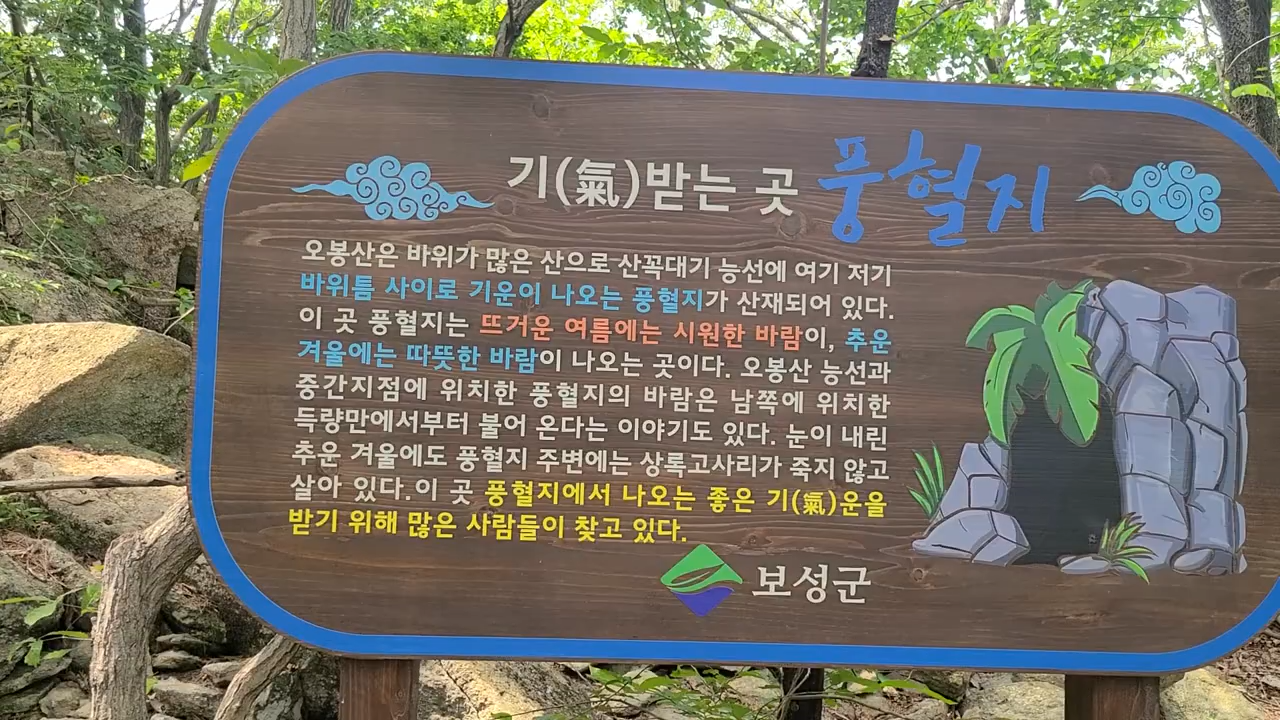 기(氣)받는 곳 풍혈지
오봉산은 바위가 많은 산으로 산꼭대기 능선에 여기 저기
바위틈 사이로 기운이 나오는 풍혈지가 산재되어 있다.
이 곳 풍혈지는 뜨거운 여름에는 시원한 바람이, 추운
겨울에는 따뜻한 바람이 나오는 곳이다. 오봉산 능선과
중간지점에 위치한 풍혈지의 바람은 남쪽에 위치한
득량만에서부터 불어 온다는 이야기도 있다. 눈이 내린
추운 겨울에도 풍혈지 주변에는 상록고사리가 죽지 않고
살아 있다.이 곳 풍혈지에서 나오는 좋은 기(氣)운을
받기 위해 많은 사람들이 찾고 있다.
보성군